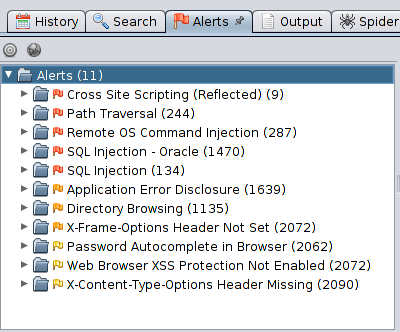 History Search Alerts Output Spider
Alerts (11)
Cross Site Scripting (Reflected) (9)
Path Traversal (244)
Remote OS Command Injection (287)
SQL Injection - Oracle (1470)
SQL Injection (134)
Application Error Disclosure (1639)
Directory Browsing (1135)
X-Frame-Options Header Not Set (2072)
Password Autocomplete in Browser (2062)
Web Browser XSS Protection Not Enabled (2072)
X-Content-Type-Options Header Missing (2090)